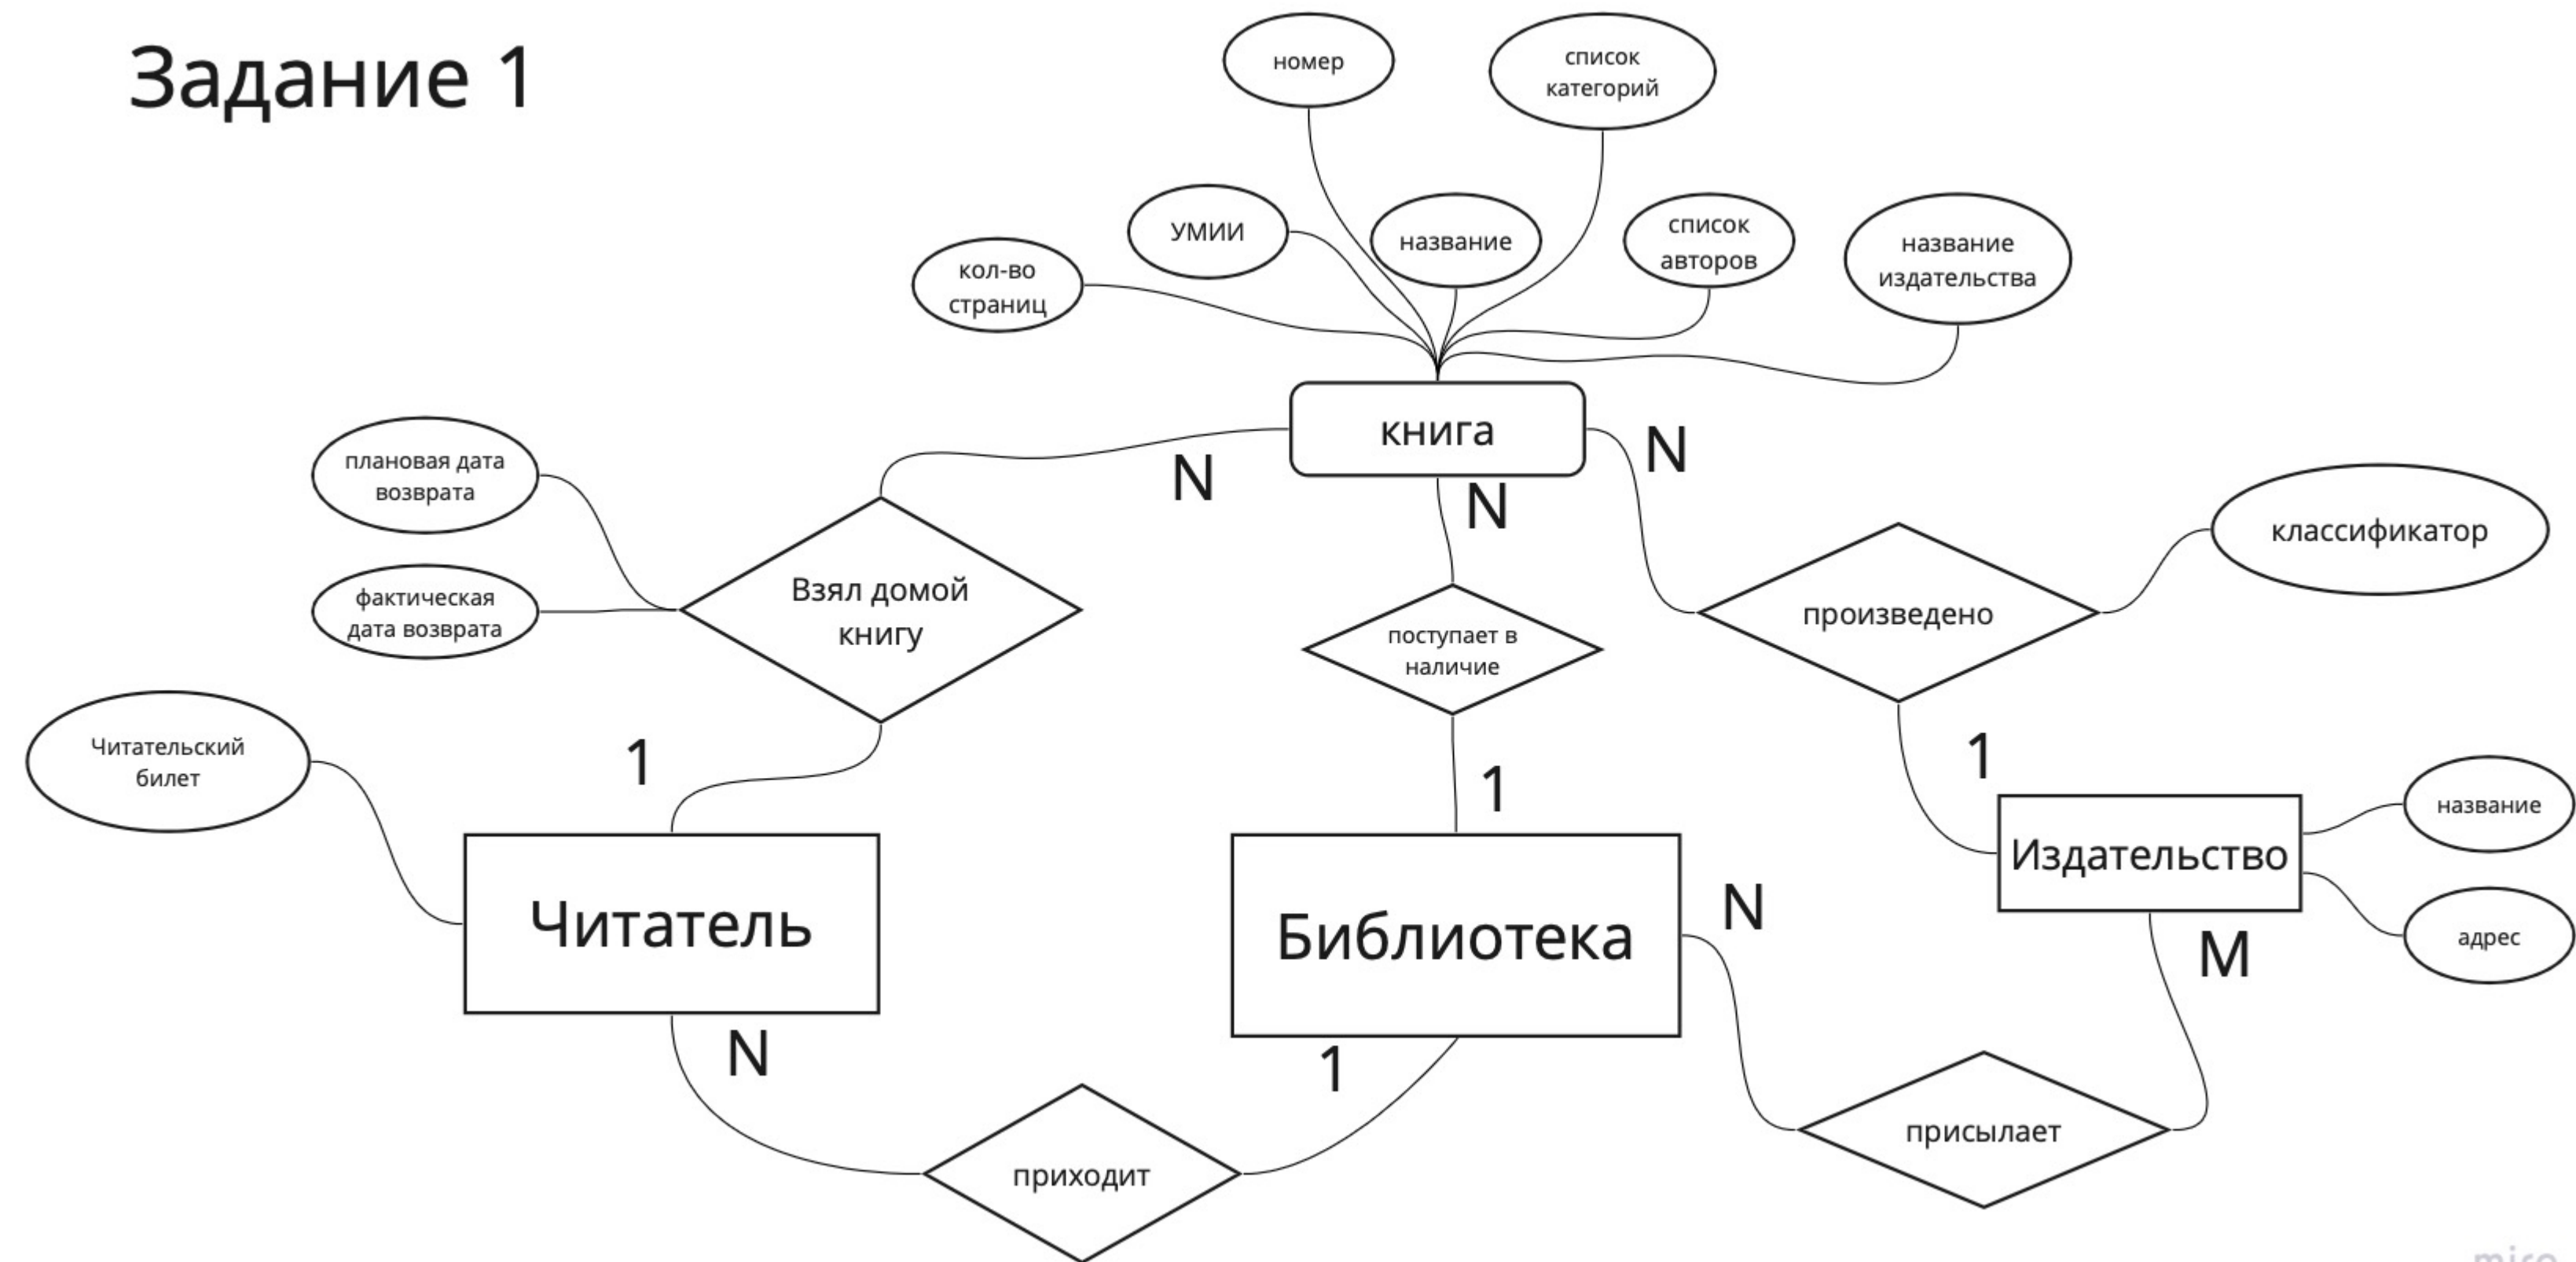 Задание 1
номер
список
категорий
УМИИ
название
список
авторов
название
издательства
кол-во
страниц
книга
N
N
N
плановая дата
возврата
фактическая
дата возврата
Взял домой
книгу
поступает в
наличие
произведено
классификатор
Читательский
билет
1
1
1
Читатель
Библиотека
Издательство
название
адрес
N
M
N
1
приходит
присылает
miro